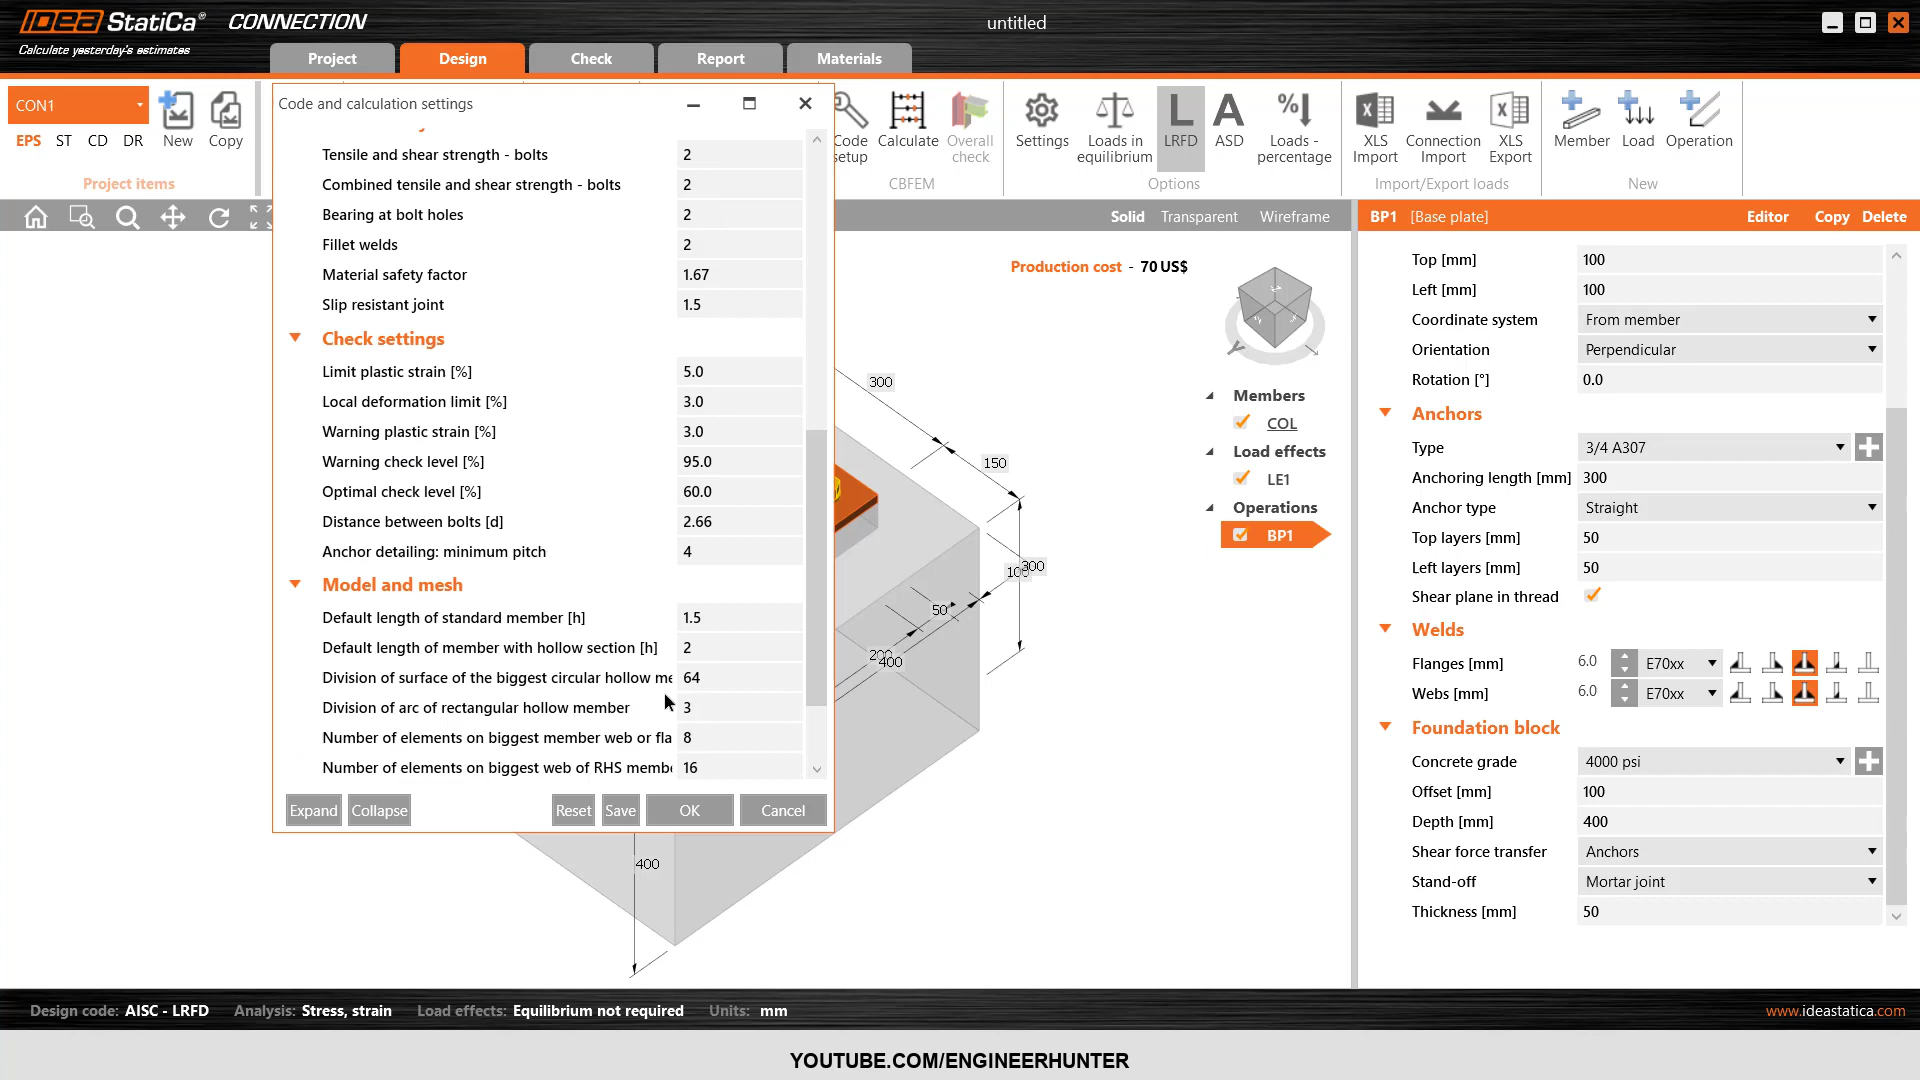 IDEA StatiCa® CONNECTION
Calculate yesterday's estimates
untitled
Project
Design
Check
Report
Materials
CON1
EPS ST CD DR
New
Copy
Project items
Code and calculation settings
Tensile and shear strength - bolts 2
Combined tensile and shear strength - bolts 2
Bearing at bolt holes 2
Fillet welds 2
Material safety factor 1.67
Slip resistant joint 1.5
Check settings
Limit plastic strain [%] 5.0
Local deformation limit [%] 3.0
Warning plastic strain [%] 3.0
Warning check level [%] 95.0
Optimal check level [%] 60.0
Distance between bolts [d] 2.66
Anchor detailing: minimum pitch 4
Model and mesh
Default length of standard member [h] 1.5
Default length of member with hollow section [h] 2
Division of surface of the biggest circular hollow me 64
Division of arc of rectangular hollow member 3
Number of elements on biggest member web or fla 8
Number of elements on biggest web of RHS membe 16
Expand
Collapse
Reset
Save
OK
Cancel
Code
setup
Calculate
Overall
check
CBFEM
Settings
Loads in
equilibrium
LRFD
ASD
Loads -
percentage
Options
XLS
Import
Connection
Import
XLS
Export
Import/Export loads
Member
Load
Operation
New
Solid Transparent Wireframe
Production cost - 70 US$
Members
COL
Load effects
LE1
Operations
BP1
300
150
300
100
50
200
400
400
BP1 [Base plate] Editor Copy Delete
Top [mm] 100
Left [mm] 100
Coordinate system From member
Orientation Perpendicular
Rotation [°] 0.0
Anchors
Type 3/4 A307
Anchoring length [mm] 300
Anchor type Straight
Top layers [mm] 50
Left layers [mm] 50
Shear plane in thread
Welds
Flanges [mm] 6.0 E70xx
Webs [mm] 6.0 E70xx
Foundation block
Concrete grade 4000 psi
Offset [mm] 100
Depth [mm] 400
Shear force transfer Anchors
Stand-off Mortar joint
Thickness [mm] 50
Design code: AISC - LRFD Analysis: Stress, strain Load effects: Equilibrium not required Units: mm
www.ideastatica.com
YOUTUBE.COM/ENGINEERHUNTER